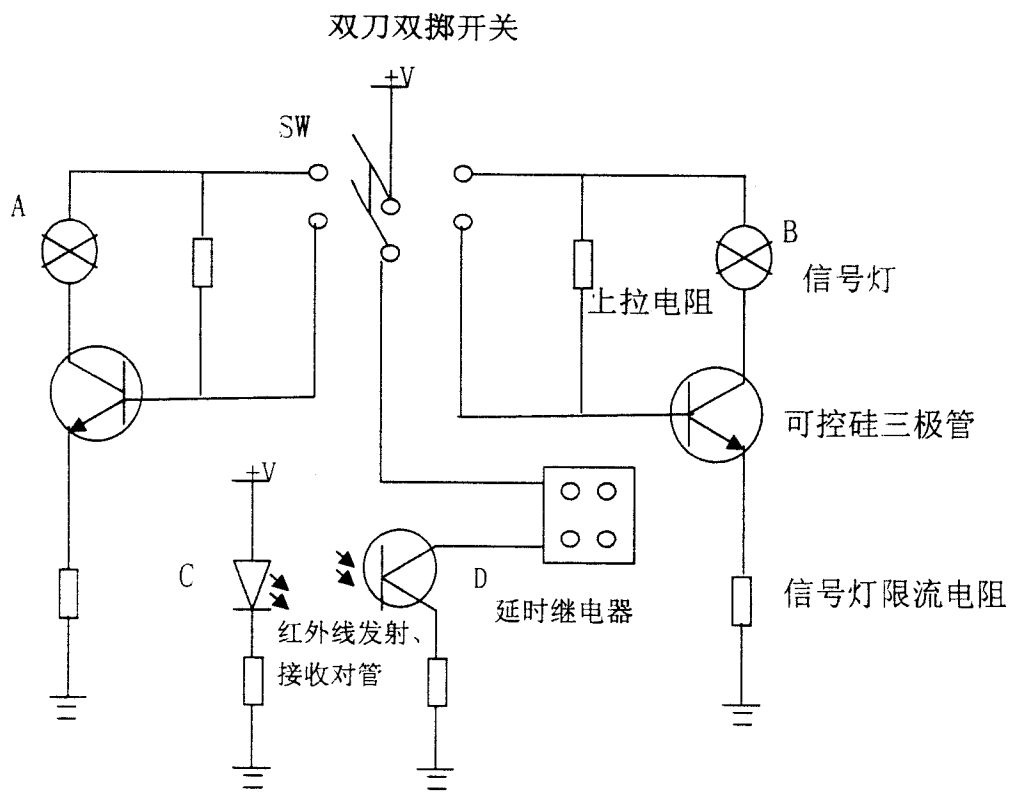 双刀双掷开关
+V
SW
A
B
信号灯
上拉电阻
可控硅三极管
+V
C
D
延时继电器
信号灯限流电阻
红外线发射、
接收对管